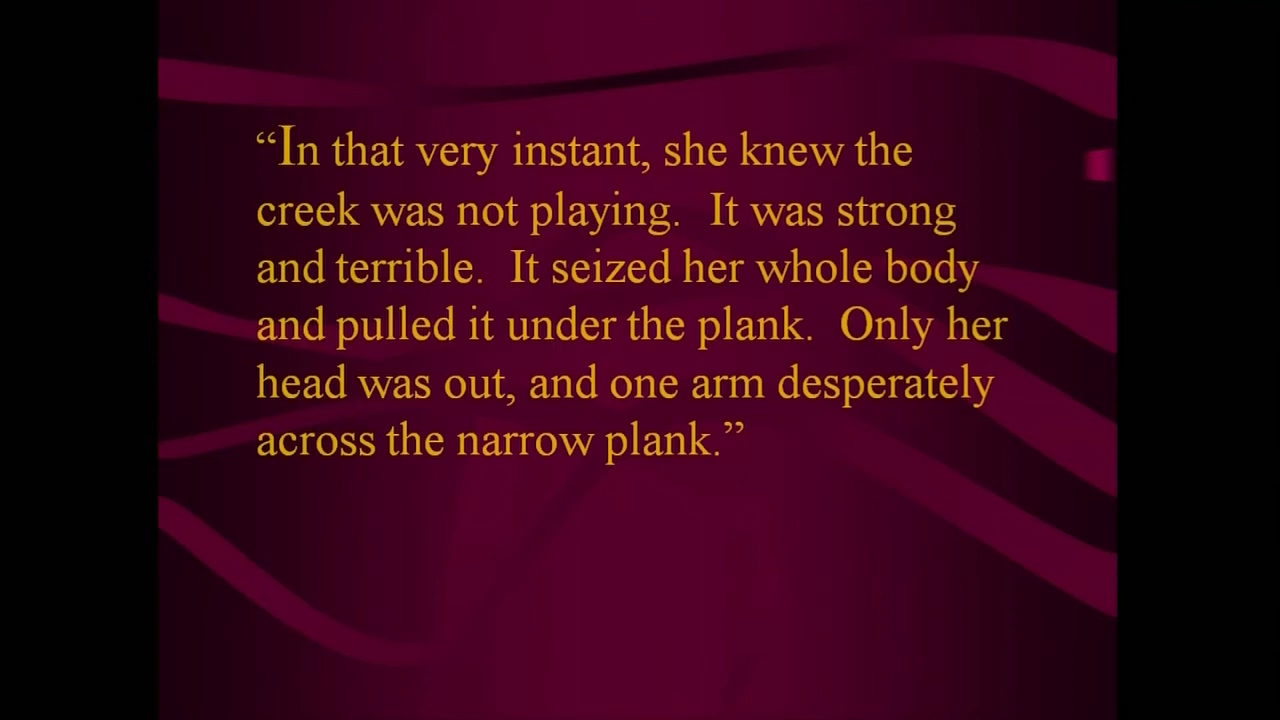 “In that very instant, she knew the
creek was not playing.  It was strong
and terrible.  It seized her whole body
and pulled it under the plank.  Only her
head was out, and one arm desperately
across the narrow plank.”